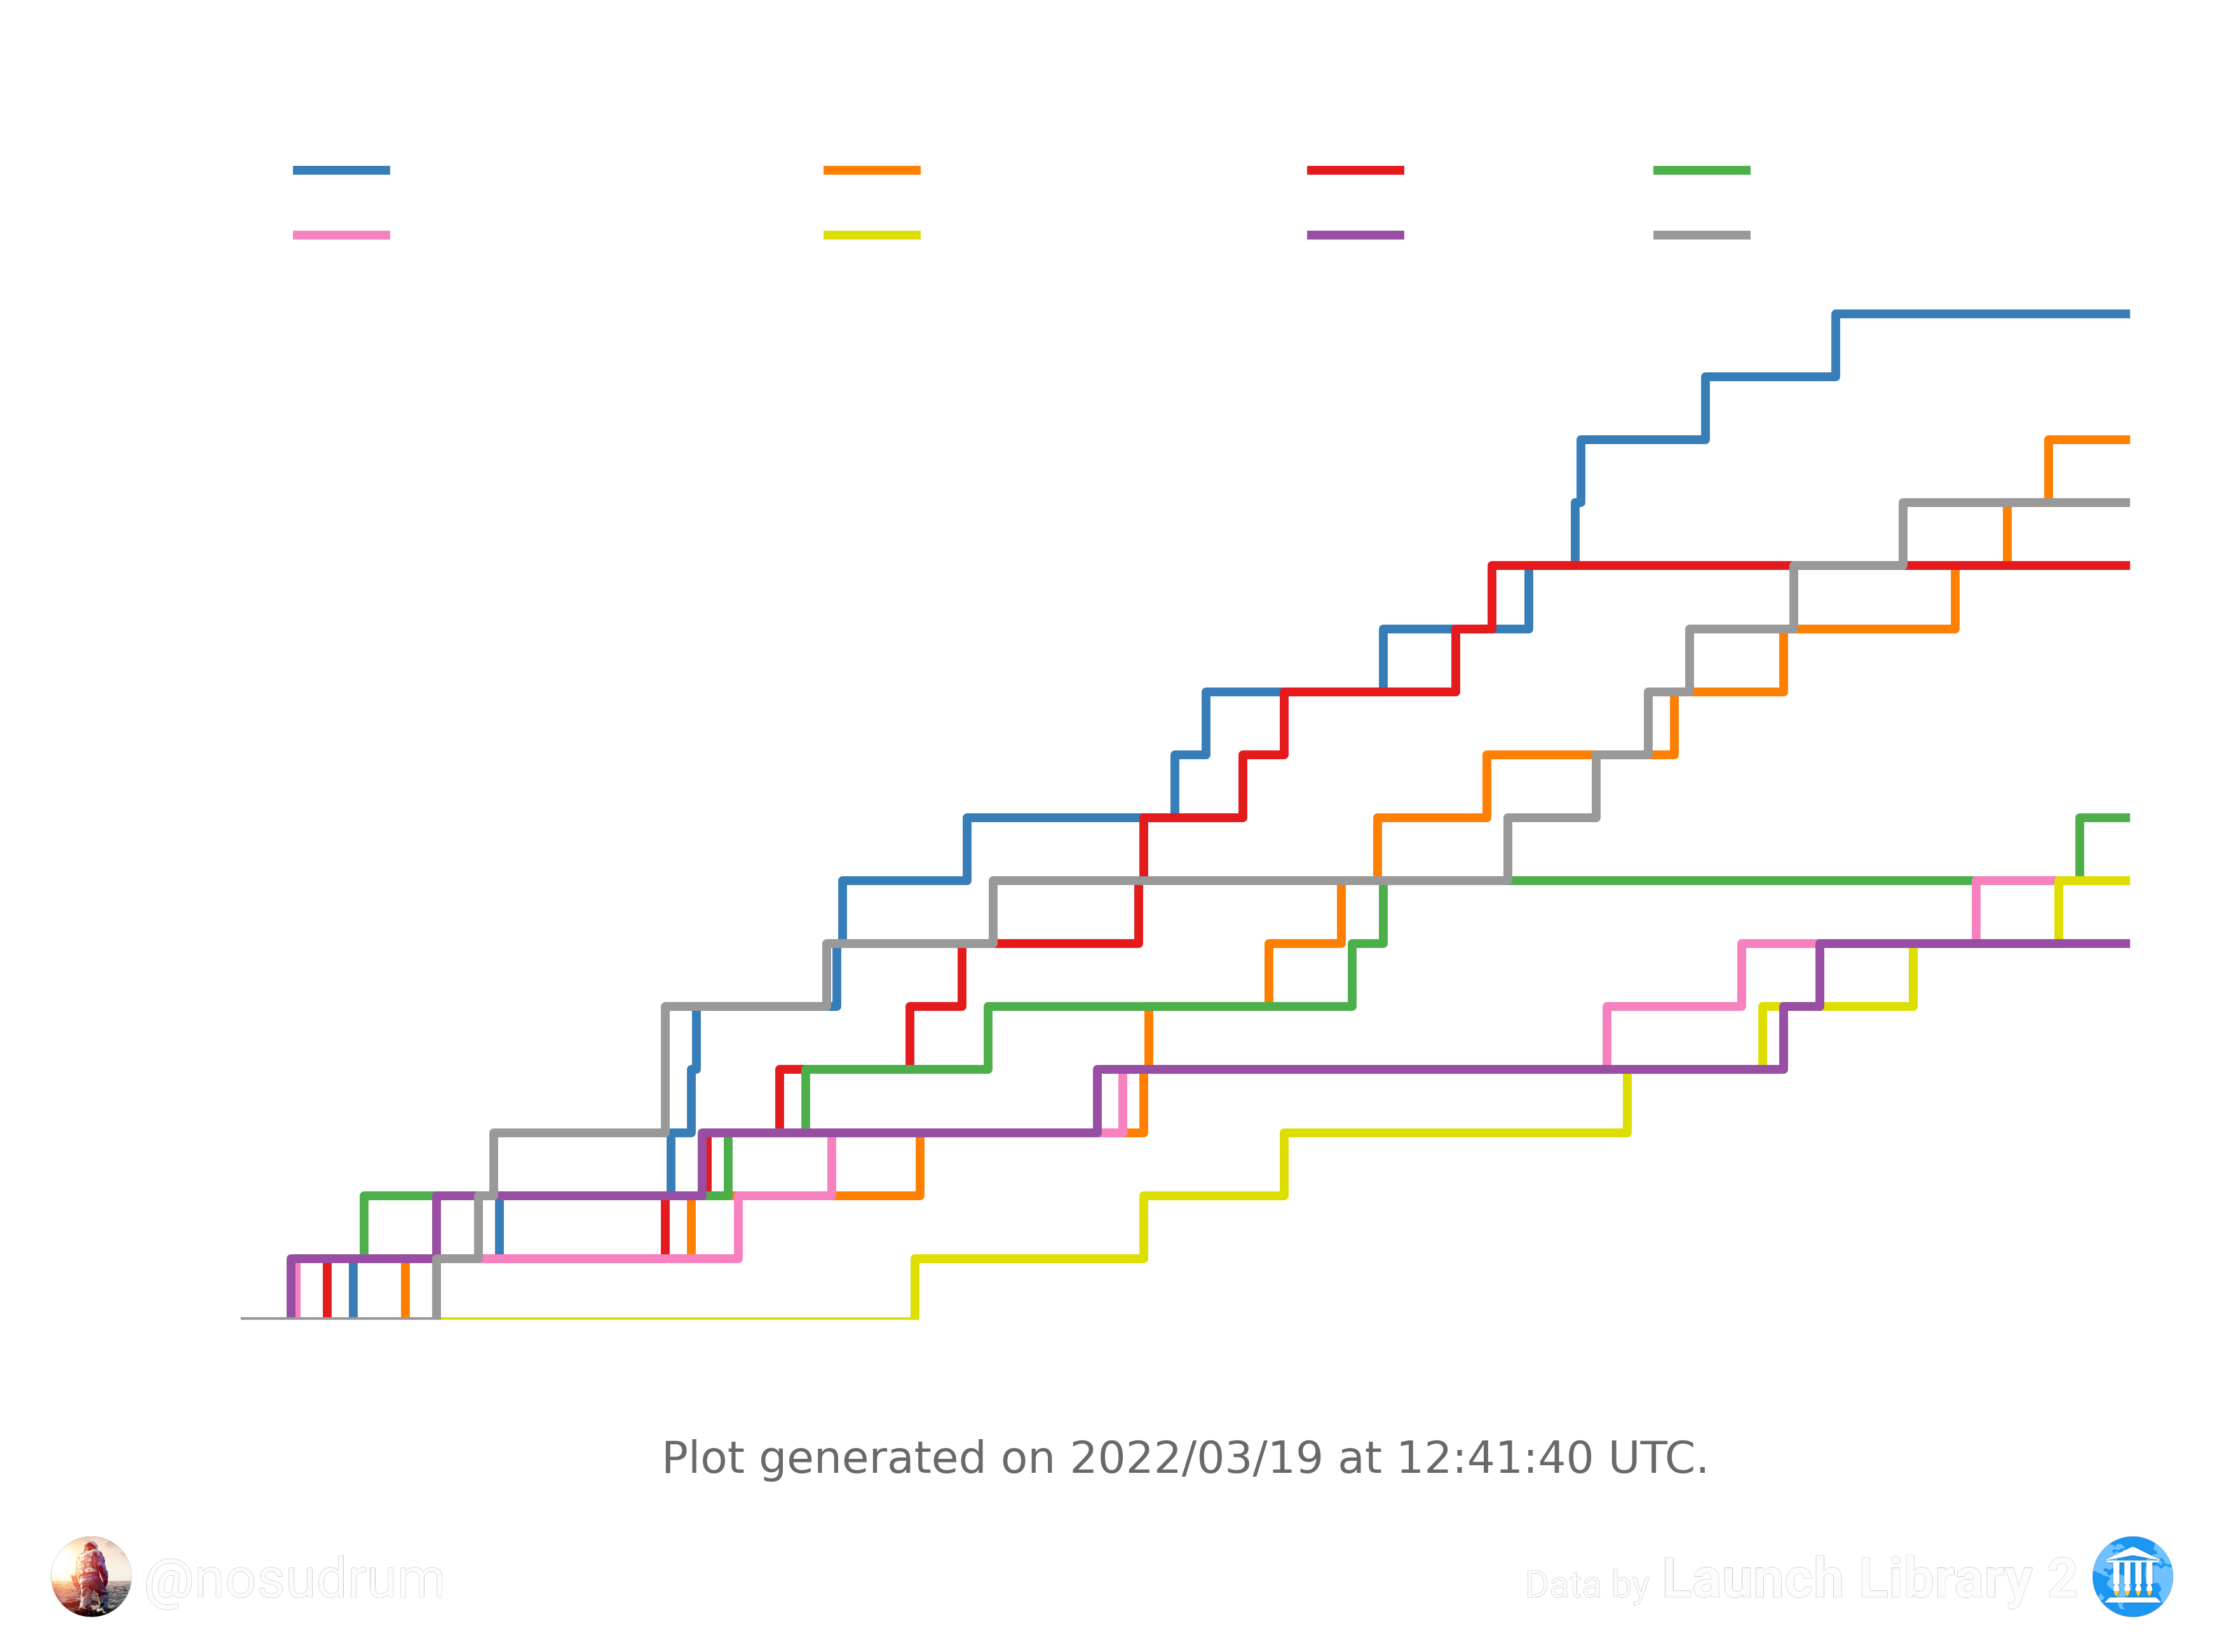 Plot generated on 2022/03/19 at 12:41:40 UTC.
@nosudrum
Data by Launch Library 2